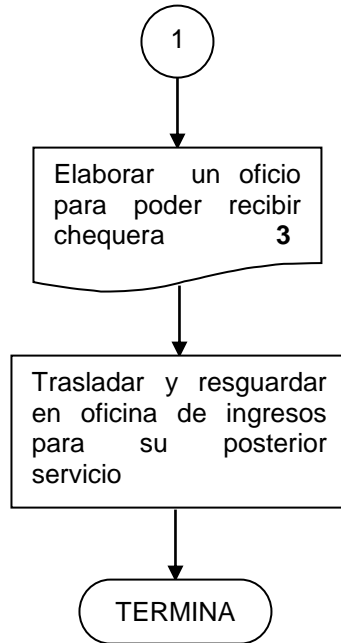 1
Elaborar un oficio
para poder recibir
chequera 3
Trasladar y resguardar
en oficina de ingresos
para su posterior
servicio
TERMINA